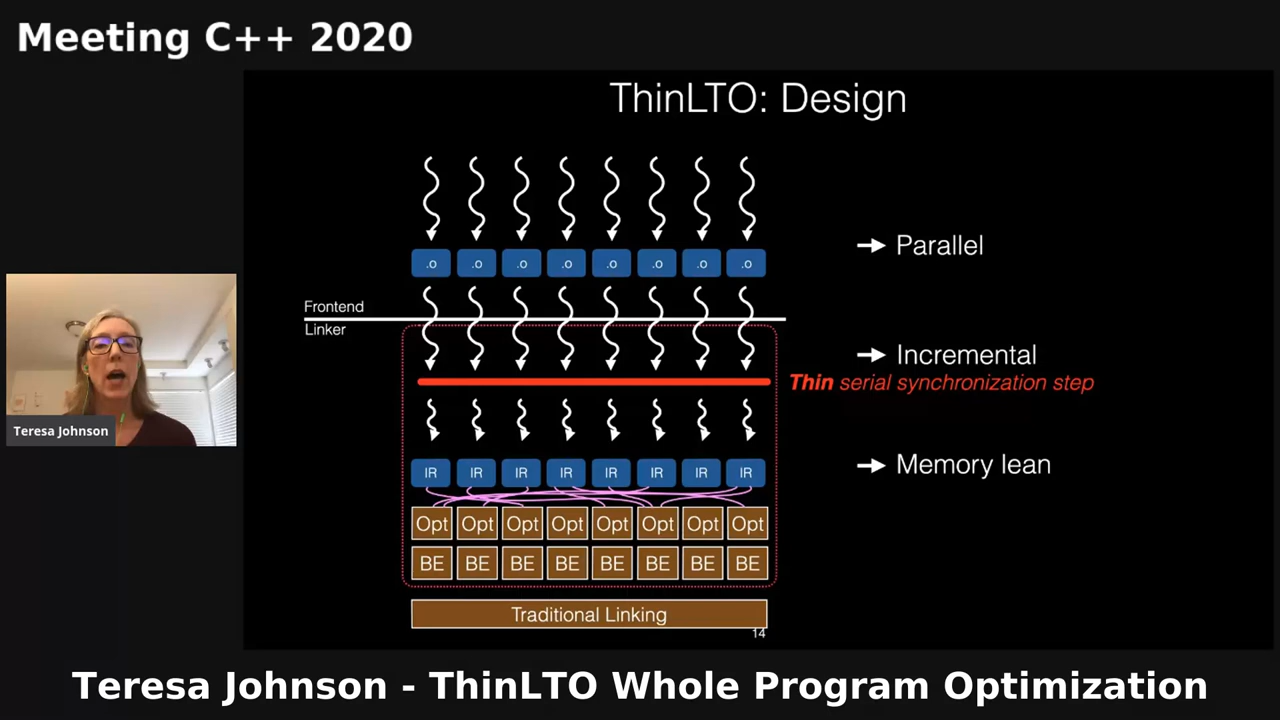 Meeting C++ 2020
ThinLTO: Design
.o .o .o .o .o .o .o .o
Parallel
Frontend
Linker
Incremental
Thin serial synchronization step
Teresa Johnson
IR IR IR IR IR IR IR IR
Memory lean
Opt Opt Opt Opt Opt Opt Opt Opt
BE BE BE BE BE BE BE BE
Traditional Linking
14
Teresa Johnson - ThinLTO Whole Program Optimization